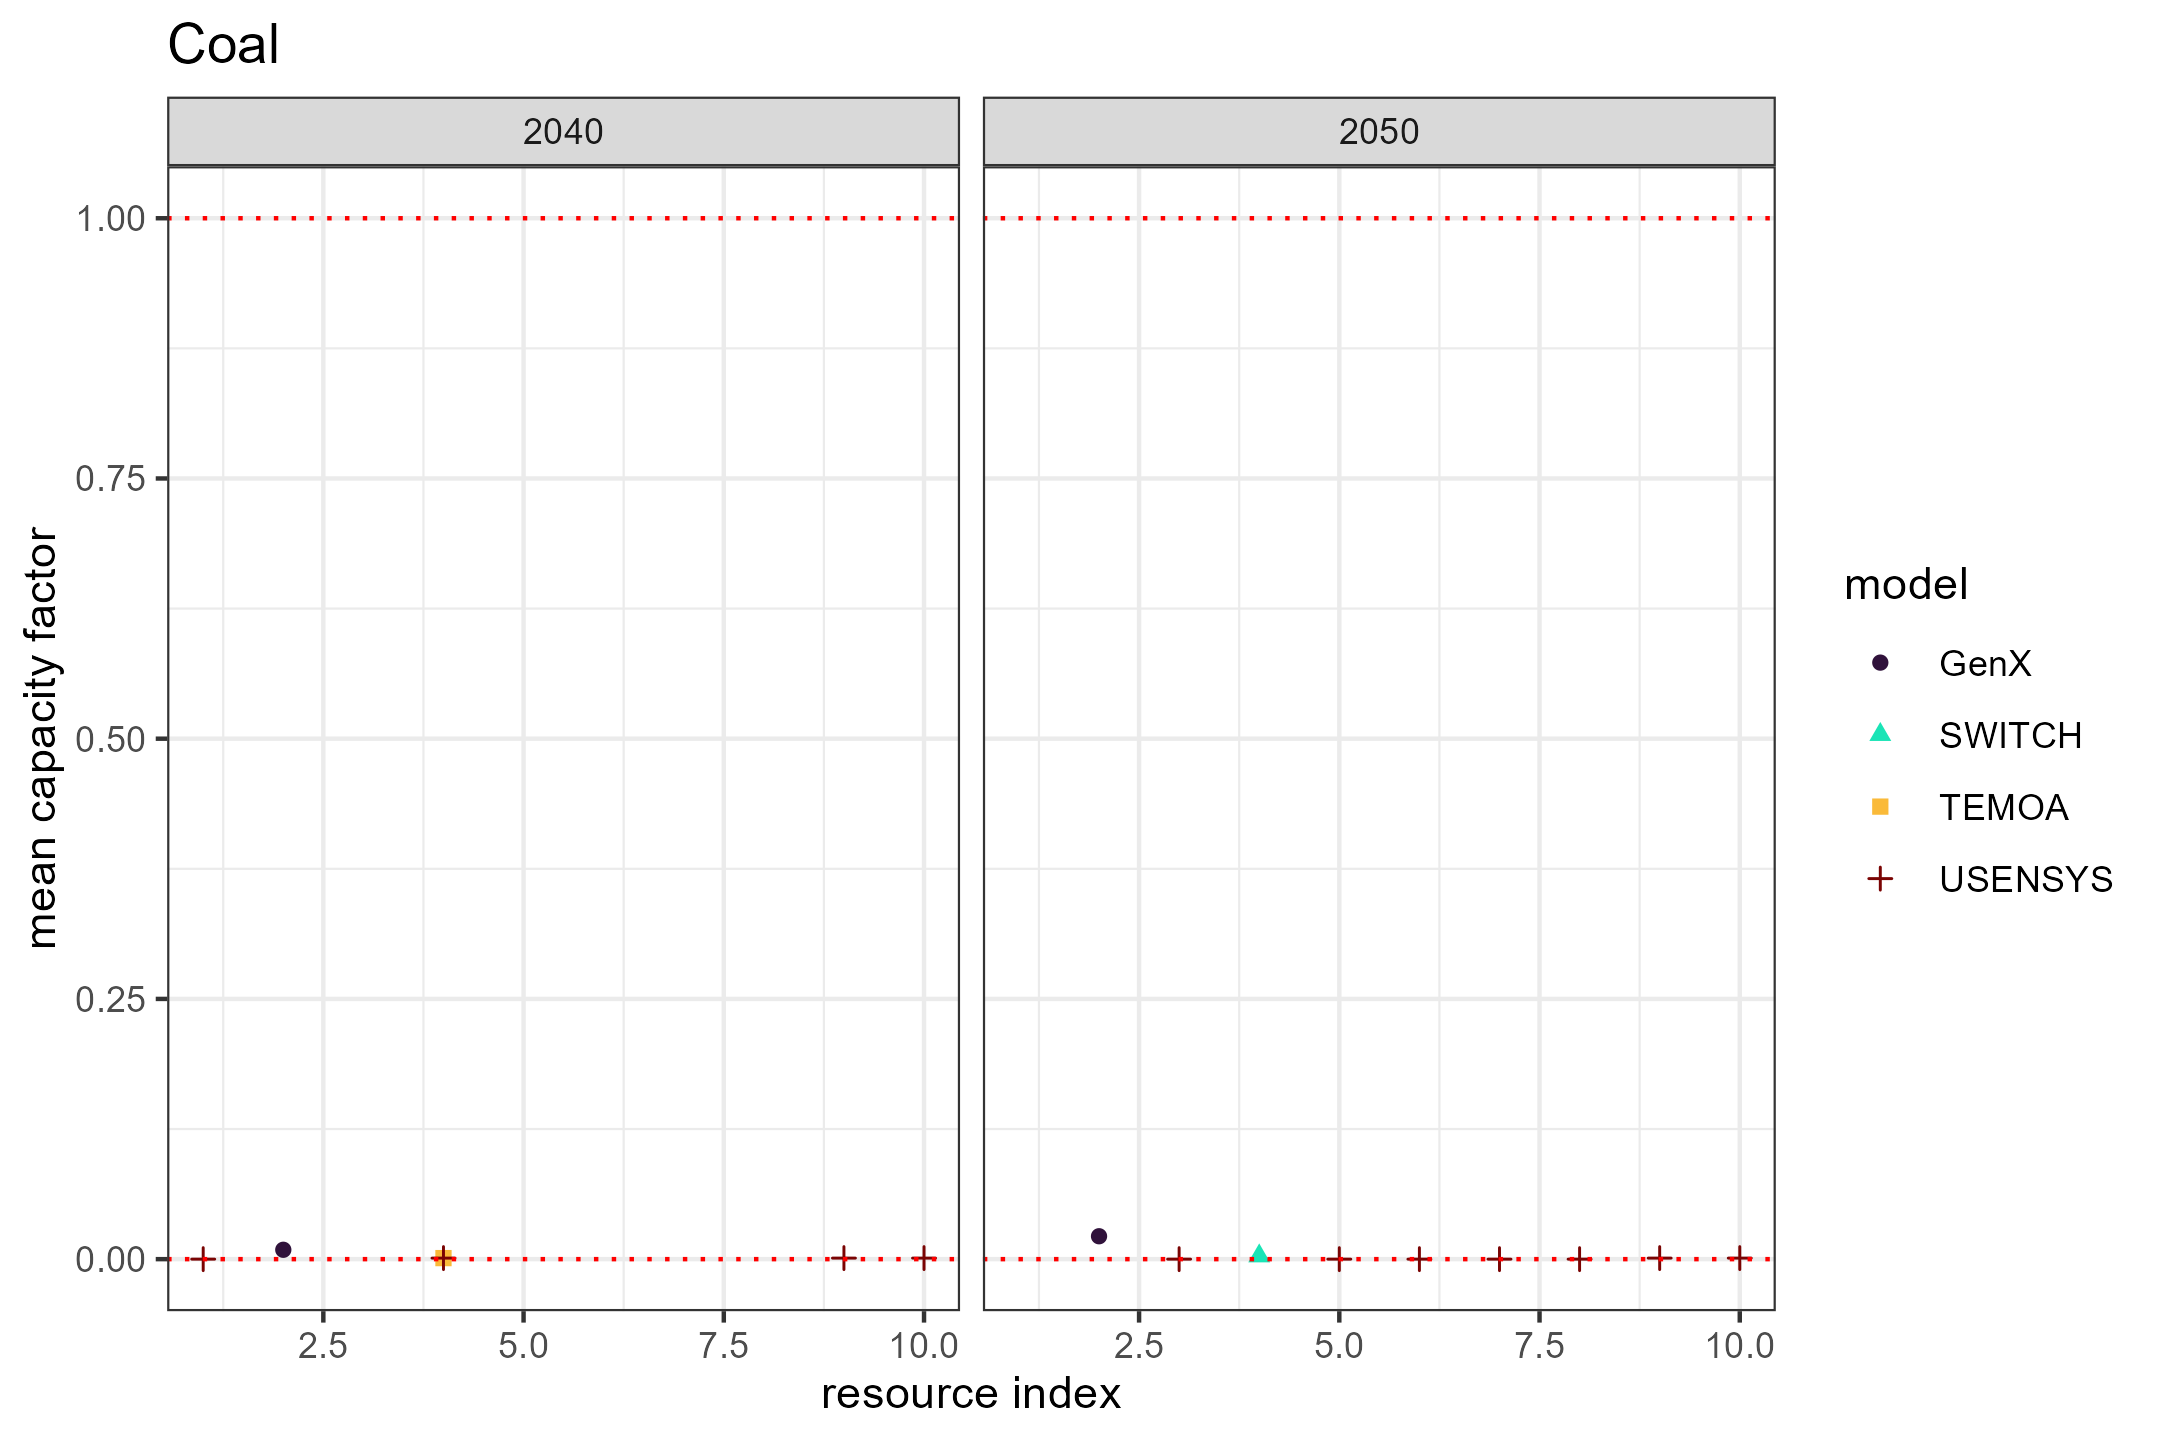 Coal
2040
2050
1.00
0.75
0.50
0.25
0.00
mean capacity factor
2.5
5.0
7.5
10.0
2.5
5.0
7.5
10.0
resource index
model
GenX
SWITCH
TEMOA
USENSYS